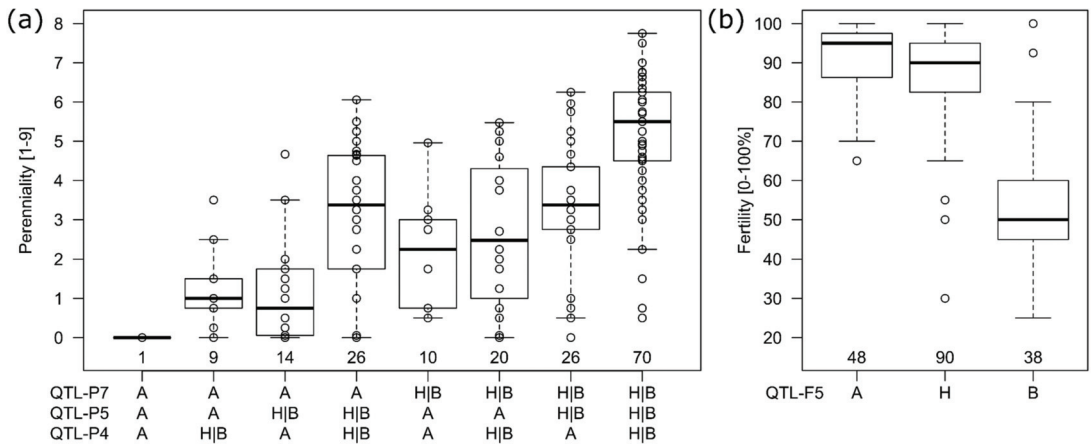 (a)
Perenniality [1-9]
8
7
6
5
4
3
2
1
0
1 9 14 26 10 20 26 70
QTL-P7 A A A A H|B H|B H|B H|B
QTL-P5 A A H|B H|B A A H|B H|B
QTL-P4 A H|B A H|B A H|B A H|B
(b)
Fertility [0-100%]
100
90
80
70
60
50
40
30
20
48 90 38
QTL-F5 A H B